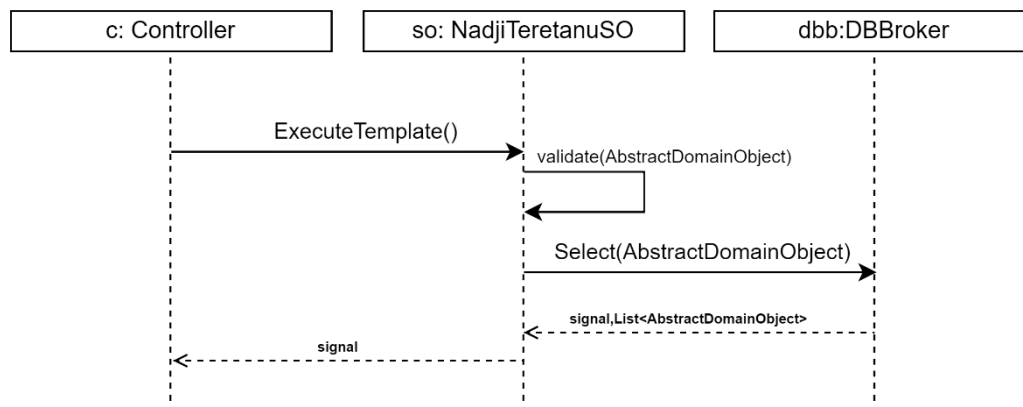 c: Controller
so: NadjiTeretanuSO
dbb:DBBroker
ExecuteTemplate()
validate(AbstractDomainObject)
Select(AbstractDomainObject)
signal,List<AbstractDomainObject>
signal